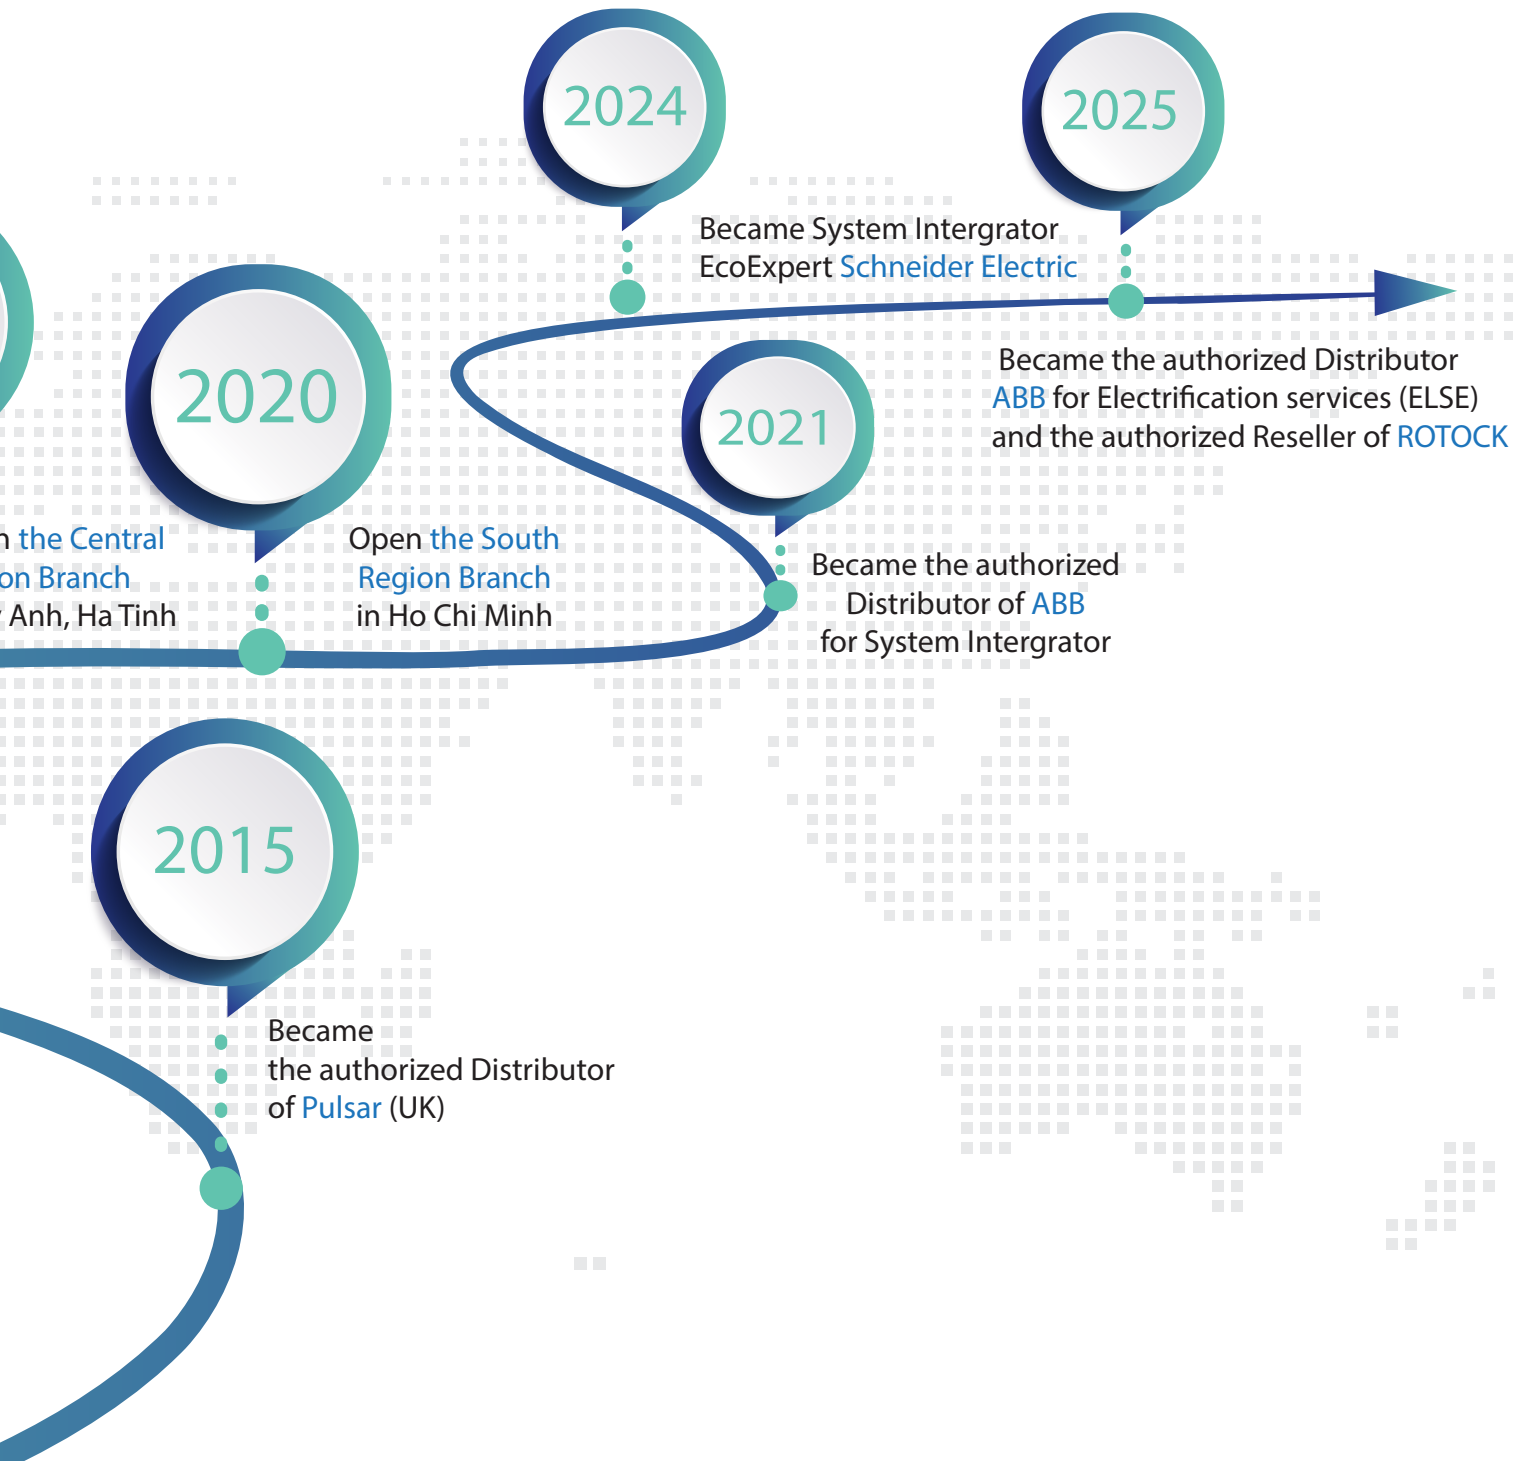 2024
2025
Became System Intergrator
EcoExpert Schneider Electric
2020
2021
Became the authorized Distributor
ABB for Electrification services (ELSE)
and the authorized Reseller of ROTOCK
the Central
Branch
Anh, Ha Tinh
Open the South
Region Branch
in Ho Chi Minh
Became the authorized
Distributor of ABB
for System Intergrator
2015
Became
the authorized Distributor
of Pulsar (UK)